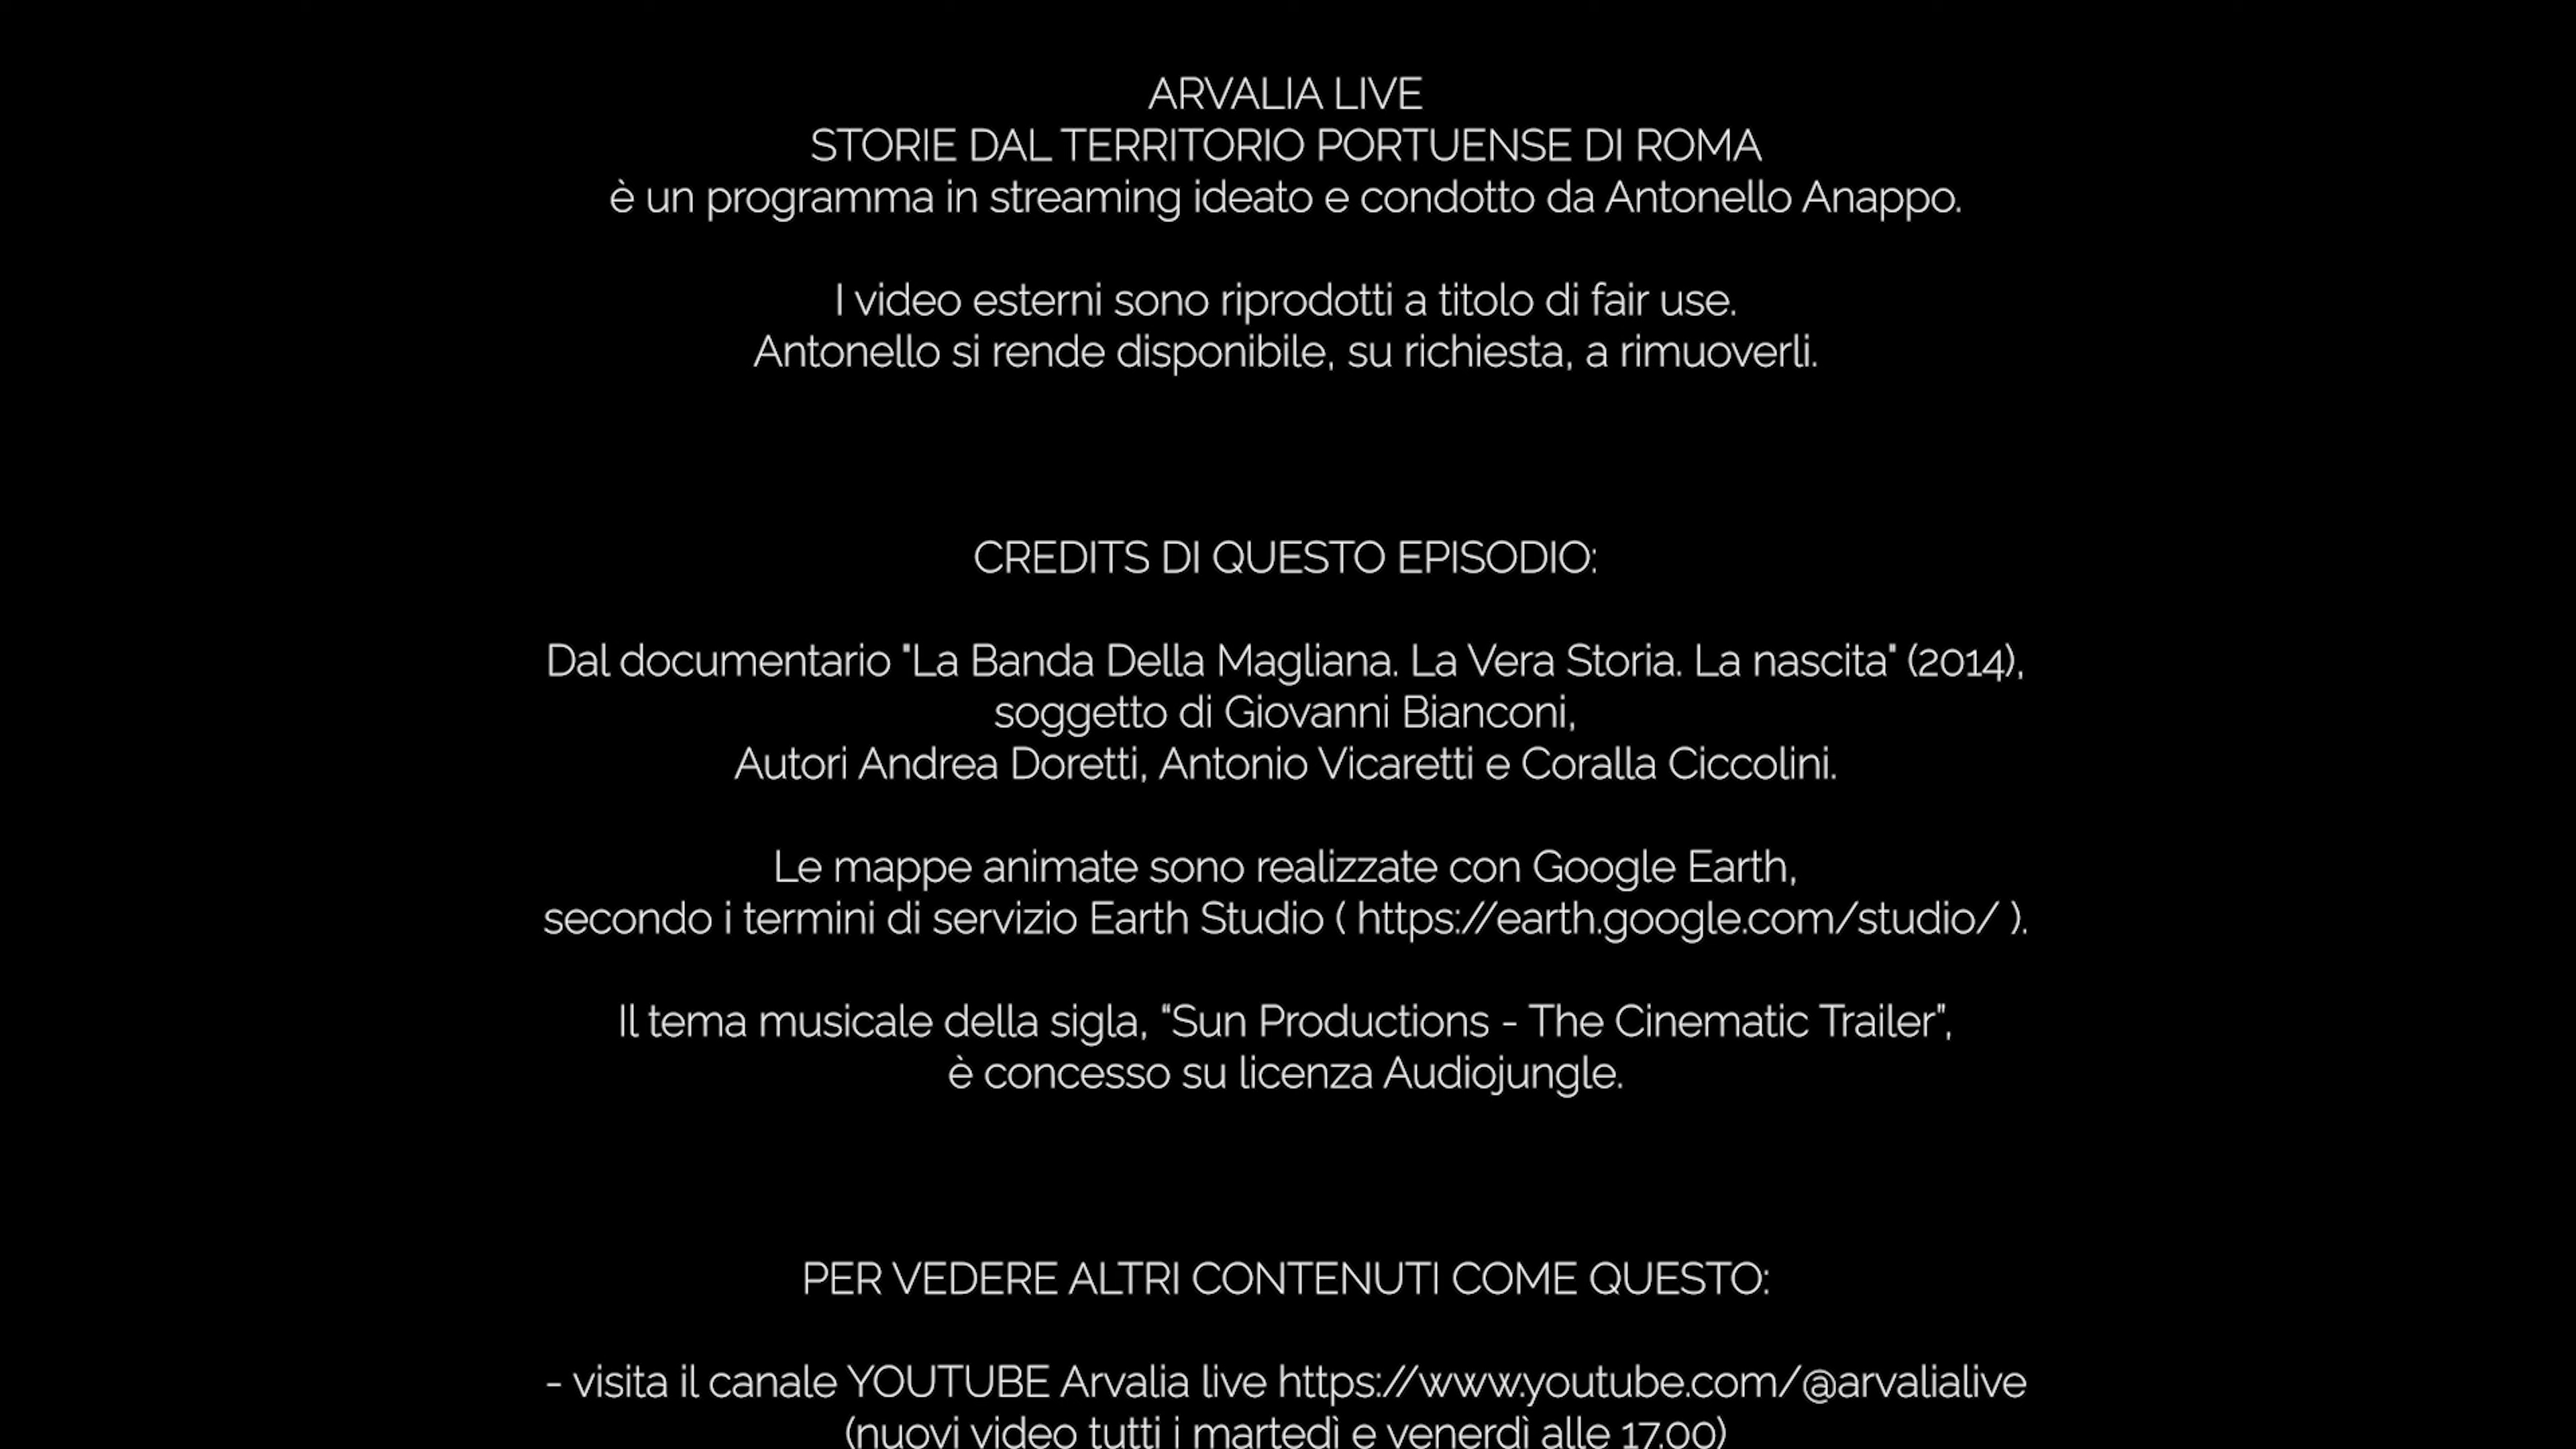 ARVALIA LIVE
STORIE DAL TERRITORIO PORTUENSE DI ROMA
è un programma in streaming ideato e condotto da Antonello Anappo.
I video esterni sono riprodotti a titolo di fair use.
Antonello si rende disponibile, su richiesta, a rimuoverli.
CREDITS DI QUESTO EPISODIO:
Dal documentario "La Banda Della Magliana. La Vera Storia. La nascita" (2014),
soggetto di Giovanni Bianconi,
Autori Andrea Doretti, Antonio Vicaretti e Coralla Ciccolini.
Le mappe animate sono realizzate con Google Earth,
secondo i termini di servizio Earth Studio ( https://earth.google.com/studio/ ).
Il tema musicale della sigla, “Sun Productions - The Cinematic Trailer”,
è concesso su licenza Audiojungle.
PER VEDERE ALTRI CONTENUTI COME QUESTO:
- visita il canale YOUTUBE Arvalia live https://www.youtube.com/@arvalialive
(nuovi video tutti i martedì e venerdì alle 17.00)